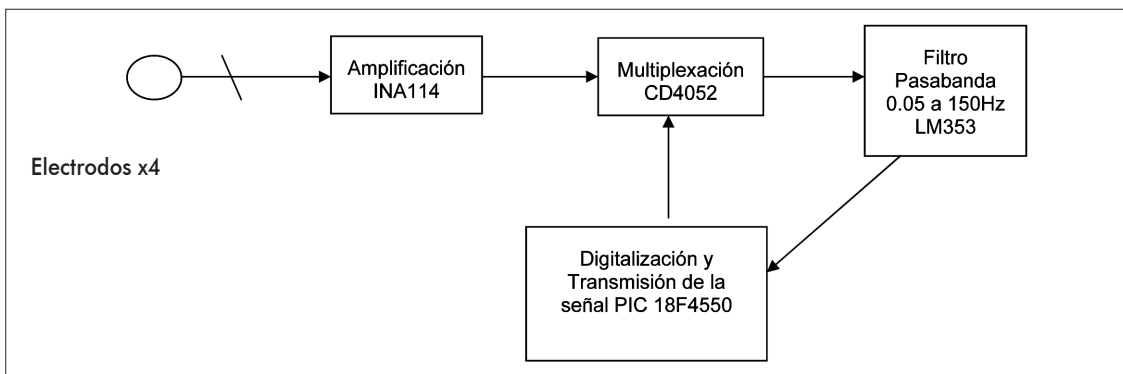 Electrodos x4
Amplificación
INA114
Multiplexación
CD4052
Filtro
Pasabanda
0.05 a 150Hz
LM353
Digitalización y
Transmisión de la
señal PIC 18F4550